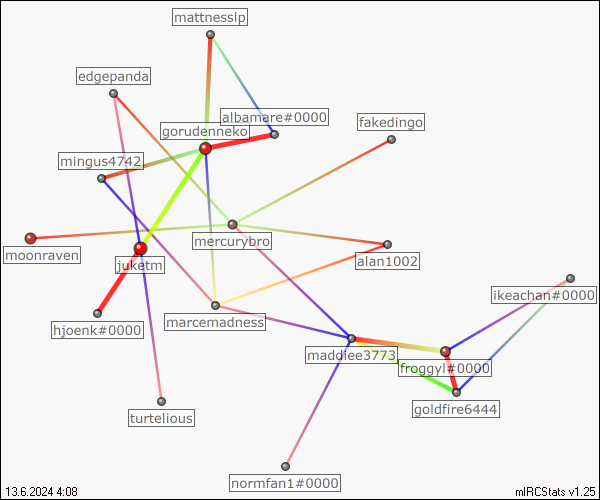 mattnesslp
edgepanda
albamare#0000
fakedingo
gorudenneko
mingus4742
mercurybro
moonraven
juketm
alan1002
ikeachan#0000
hjoenk#0000
marcemadness
maddiee3773
froggyl#0000
goldfire6444
turtelious
normfan1#0000
13.6.2024 4:08
mIRCStats v1.25